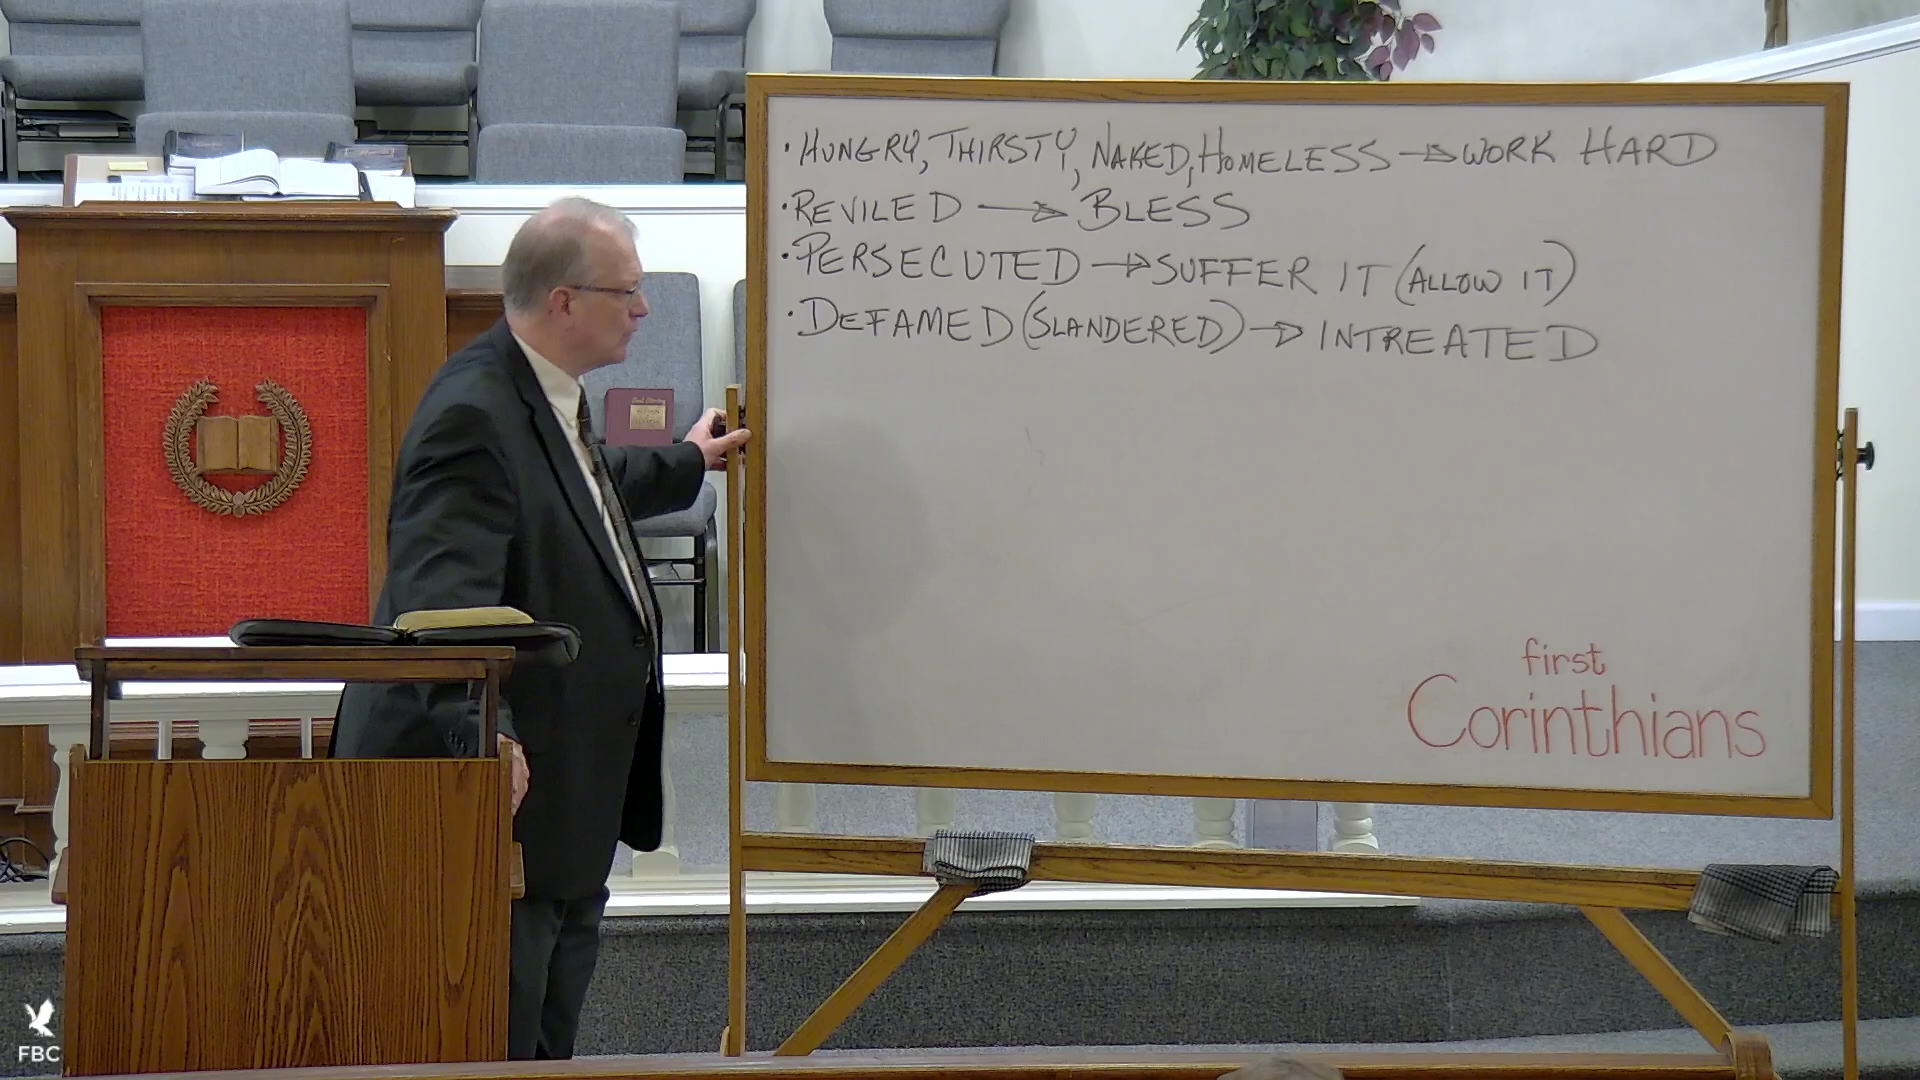 · HUNGRY, THIRSTY, NAKED, HOMELESS → WORK HARD
· REVILED → BLESS
· PERSECUTED → SUFFER IT (ALLOW IT)
· DEFAMED (SLANDERED) → INTREATED
first
Corinthians
FBC